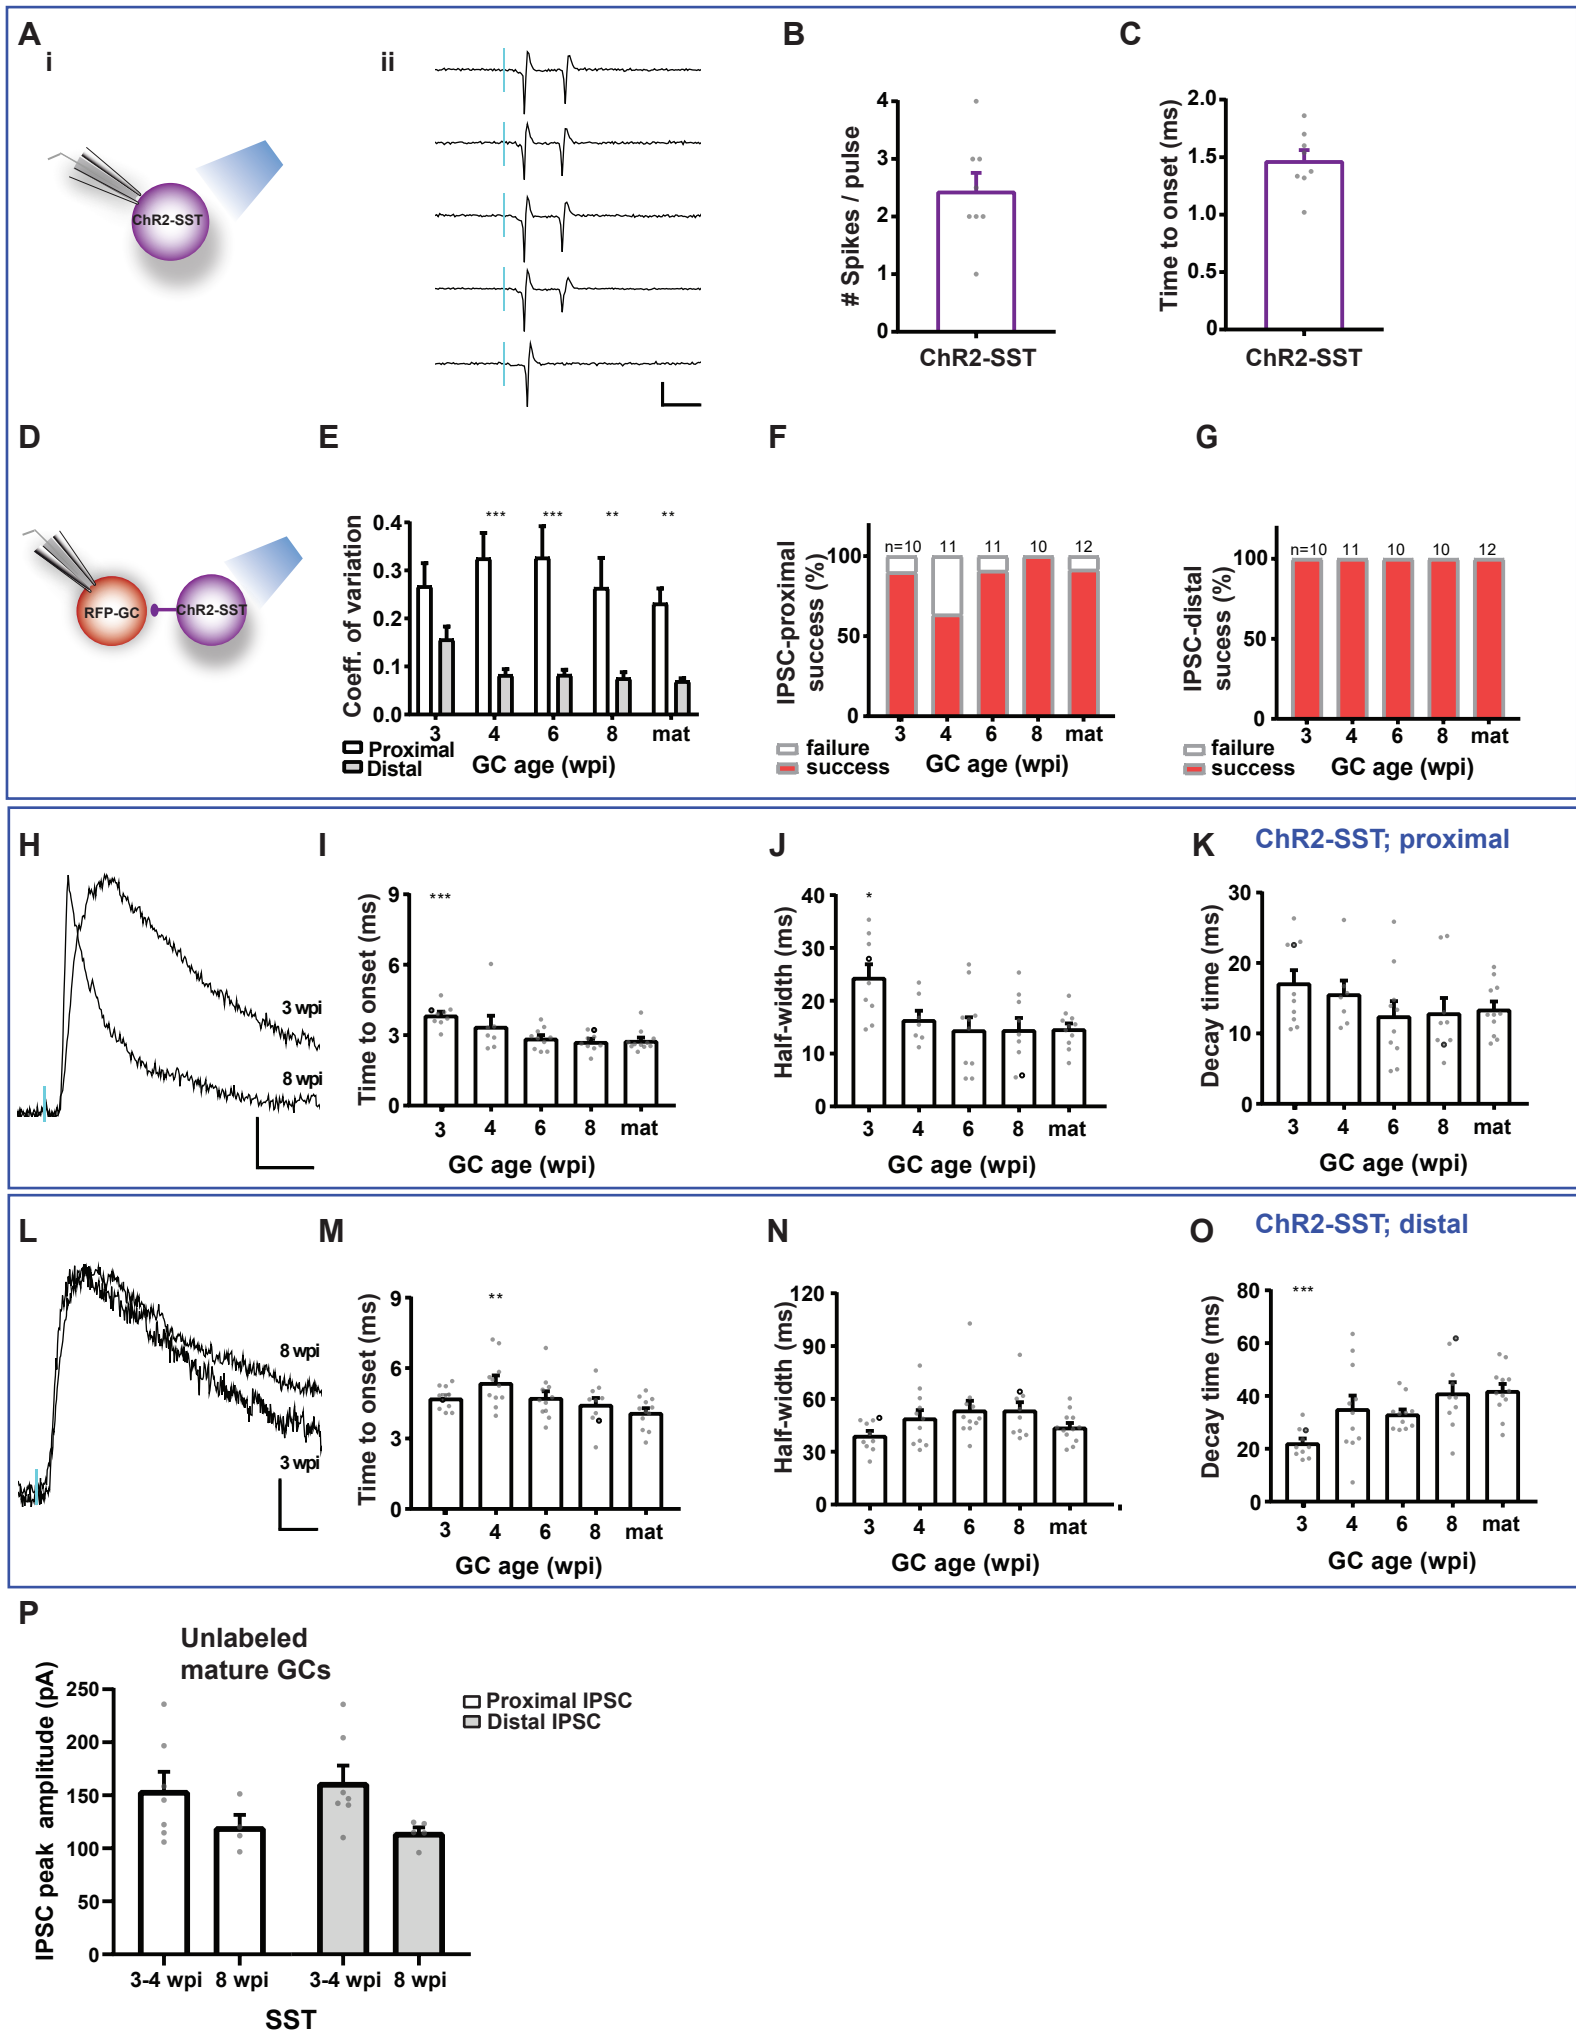 A
i
ii
ChR2-SST
B
# Spikes / pulse
4
3
2
1
0
ChR2-SST
C
Time to onset (ms)
2.0
1.5
1.0
0.5
0
ChR2-SST
D
RFP-GC
ChR2-SST
E
Coeff. of variation
0.4
0.3
0.2
0.1
0.0
*** *** ** **
3 4 6 8 mat
Proximal
Distal
GC age (wpi)
F
IPSC-proximal
success (%)
100
50
0
n=10 11 11 10 12
3 4 6 8 mat
failure
success
GC age (wpi)
G
IPSC-distal
sucess (%)
100
50
0
n=10 11 10 10 12
3 4 6 8 mat
failure
success
GC age (wpi)
H
3 wpi
8 wpi
I
Time to onset (ms)
9
6
3
0
***
3 4 6 8 mat
GC age (wpi)
J
Half-width (ms)
40
30
20
10
0
*
3 4 6 8 mat
GC age (wpi)
K
ChR2-SST; proximal
Decay time (ms)
30
20
10
0
3 4 6 8 mat
GC age (wpi)
L
8 wpi
3 wpi
M
Time to onset (ms)
9
6
3
0
**
3 4 6 8 mat
GC age (wpi)
N
Half-width (ms)
120
90
60
30
0
3 4 6 8 mat
GC age (wpi)
O
ChR2-SST; distal
Decay time (ms)
80
60
40
20
0
***
3 4 6 8 mat
GC age (wpi)
P
Unlabeled
mature GCs
IPSC peak amplitude (pA)
250
200
150
100
50
0
Proximal IPSC
Distal IPSC
3-4 wpi 8 wpi 3-4 wpi 8 wpi
SST